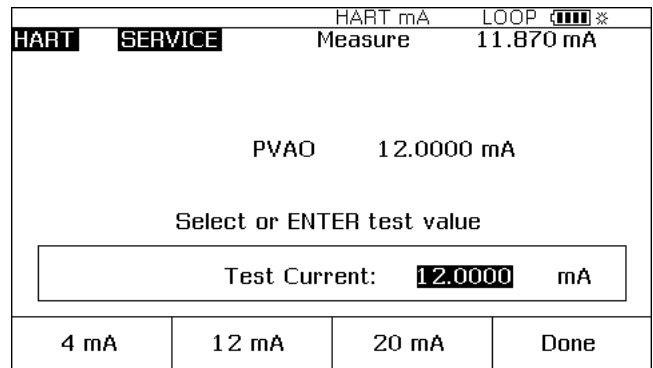 HART mA LOOP
HART SERVICE Measure 11.870 mA
PVAO 12.0000 mA
Select or ENTER test value
Test Current: 12.0000 mA
4 mA 12 mA 20 mA Done